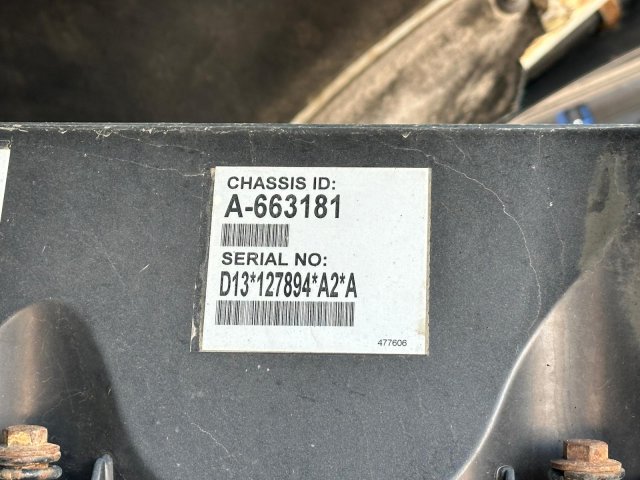 CHASSIS ID:
A-663181
SERIAL NO:
D13*127894*A2*A
477606